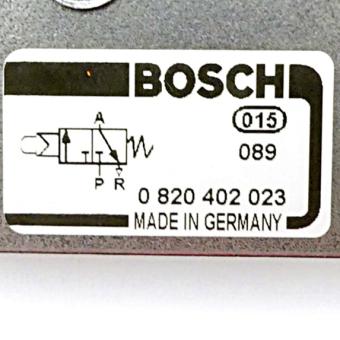 BOSCH
015
089
A
P R
0 820 402 023
MADE IN GERMANY